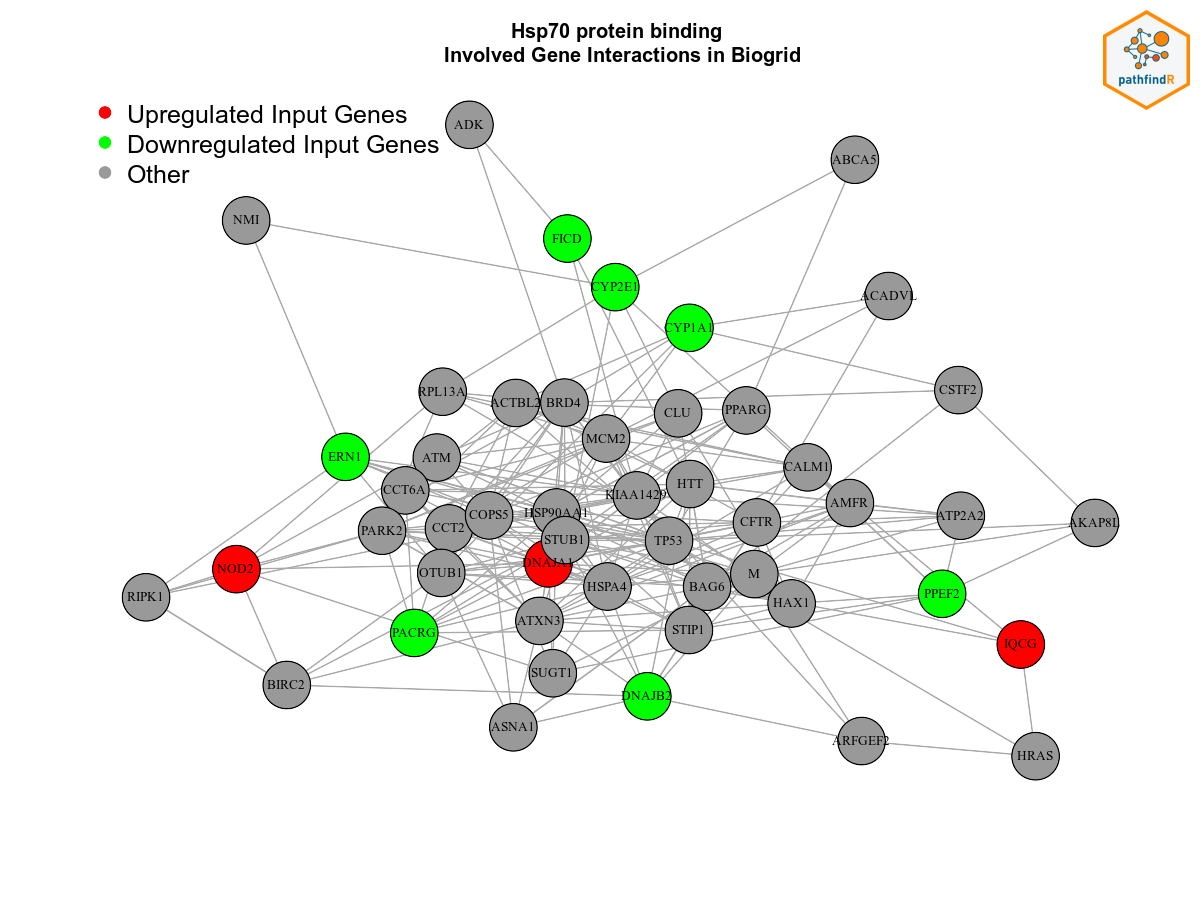 Hsp70 protein binding
Involved Gene Interactions in Biogrid
pathfindR
Upregulated Input Genes
Downregulated Input Genes
Other
ADK
ABCA5
NMI
FICD
CYP2E1
ACADVL
CYP1A1
RPL13A
ACTBL2
BRD4
CLU
PPARG
CSTF2
MCM2
ERN1
ATM
CALM1
CCT6A
KIAA1429
HTT
AMFR
HSP90AA1
COPS5
ATP2A2
AKAP8L
PARK2
CCT2
CFTR
STUB1
TP53
DNAJA1
NOD2
OTUB1
M
HSPA4
BAG6
RIPK1
PPEF2
HAX1
ATXN3
PACRG
STIP1
IQCG
SUGT1
BIRC2
DNAJB2
ASNA1
ARFGEF2
HRAS